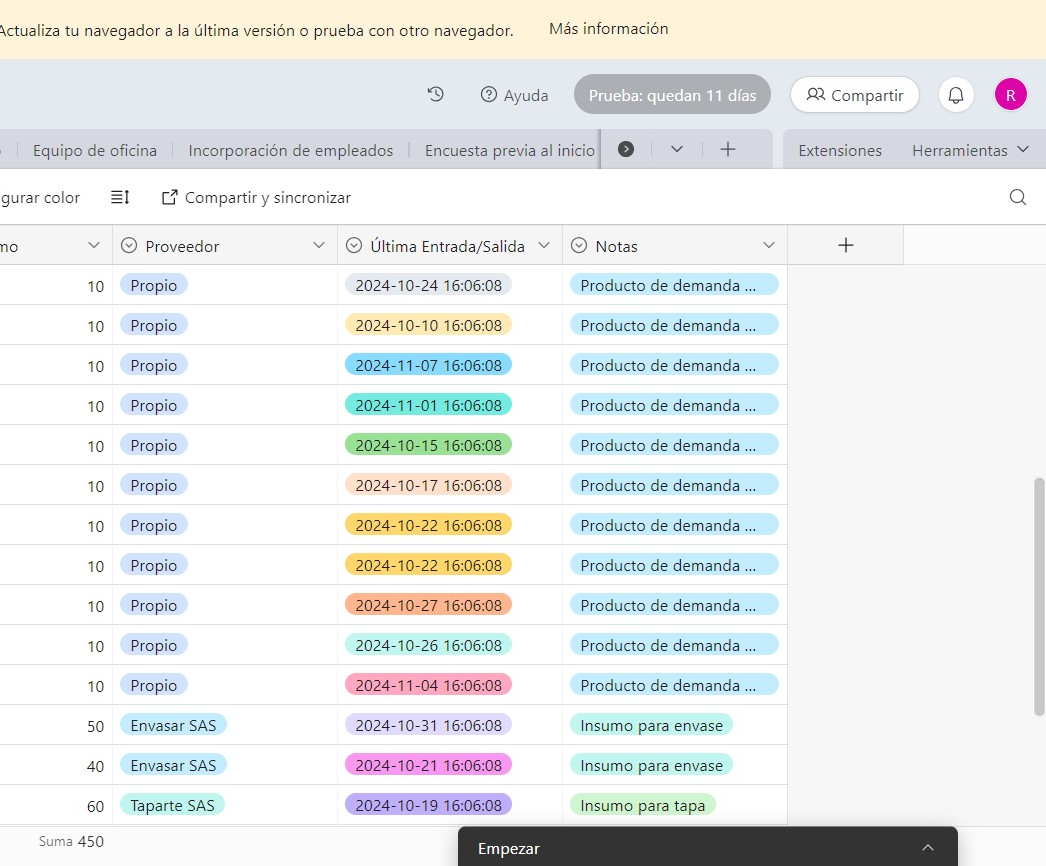 Actualiza tu navegador a la última versión o prueba con otro navegador. Más información
Ayuda Prueba: quedan 11 días Compartir R
Equipo de oficina Incorporación de empleados Encuesta previa al inicio Extensiones Herramientas
gurar color Compartir y sincronizar
mo Proveedor Última Entrada/Salida Notas
10 Propio 2024-10-24 16:06:08 Producto de demanda ...
10 Propio 2024-10-10 16:06:08 Producto de demanda ...
10 Propio 2024-11-07 16:06:08 Producto de demanda ...
10 Propio 2024-11-01 16:06:08 Producto de demanda ...
10 Propio 2024-10-15 16:06:08 Producto de demanda ...
10 Propio 2024-10-17 16:06:08 Producto de demanda ...
10 Propio 2024-10-22 16:06:08 Producto de demanda ...
10 Propio 2024-10-22 16:06:08 Producto de demanda ...
10 Propio 2024-10-27 16:06:08 Producto de demanda ...
10 Propio 2024-10-26 16:06:08 Producto de demanda ...
10 Propio 2024-11-04 16:06:08 Producto de demanda ...
50 Envasar SAS 2024-10-31 16:06:08 Insumo para envase
40 Envasar SAS 2024-10-21 16:06:08 Insumo para envase
60 Taparte SAS 2024-10-19 16:06:08 Insumo para tapa
Suma 450
Empezar